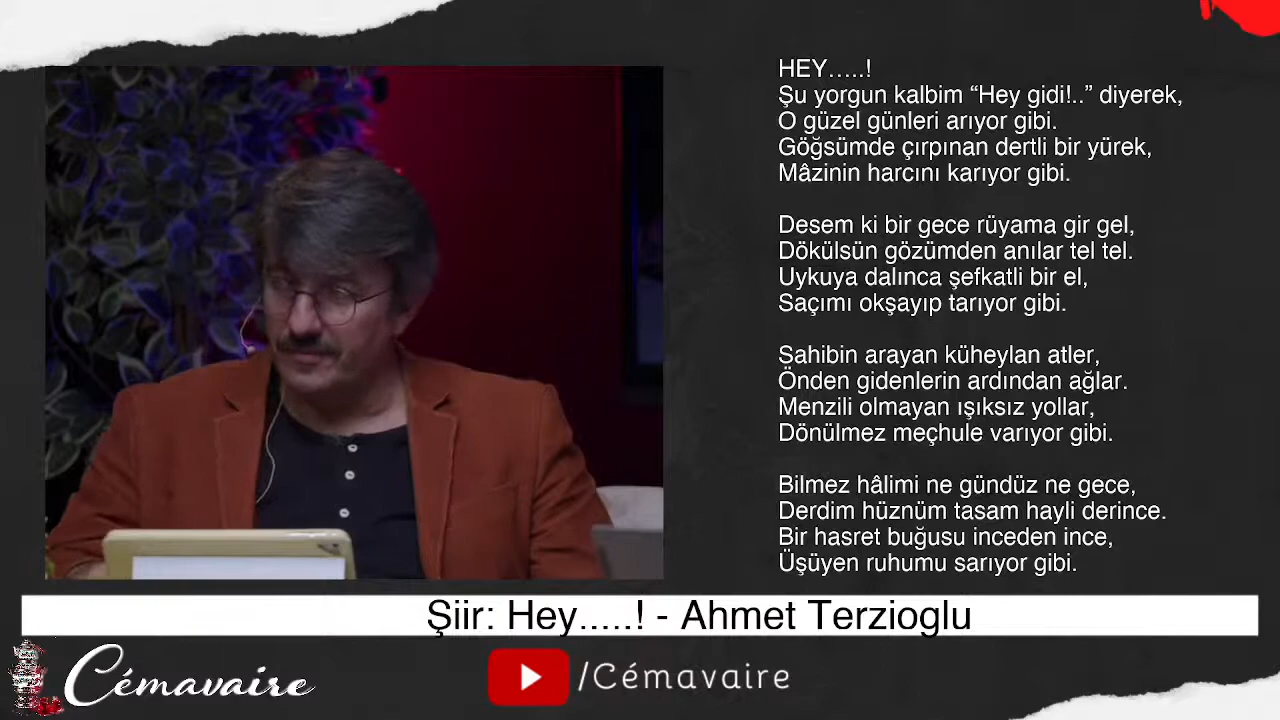 HEY.....!
Şu yorgun kalbim “Hey gidi!..” diyerek,
O güzel günleri arıyor gibi.
Göğsümde çırpınan dertli bir yürek,
Mâzinin harcını karıyor gibi.
Desem ki bir gece rüyama gir gel,
Dökülsün gözümden anılar tel tel.
Uykuya dalınca şefkatli bir el,
Saçımı okşayıp tarıyor gibi.
Sahibin arayan küheylan atler,
Önden gidenlerin ardından ağlar.
Menzili olmayan ışıksız yollar,
Dönülmez meçhule varıyor gibi.
Bilmez hâlimi ne gündüz ne gece,
Derdim hüznüm tasam hayli derince.
Bir hasret buğusu inceden ince,
Üşüyen ruhumu sarıyor gibi.
Şiir: Hey.....! - Ahmet Terzioglu
Cémavaire
/Cémavaire